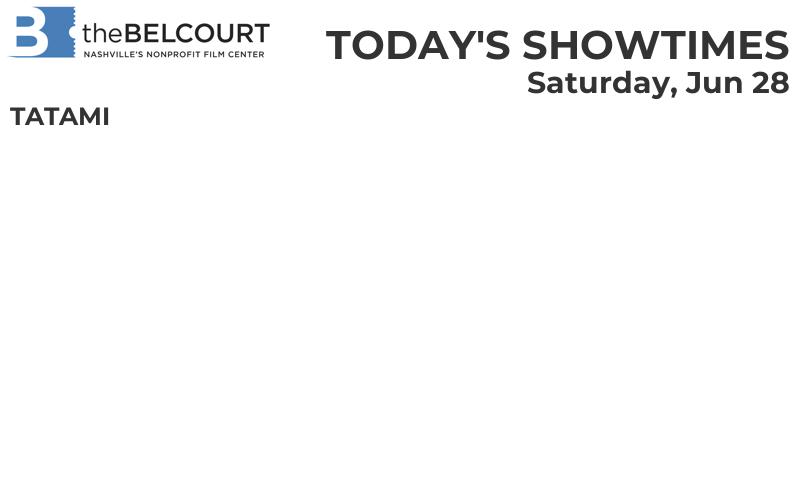 B theBELCOURT
NASHVILLE'S NONPROFIT FILM CENTER
TODAY'S SHOWTIMES
Saturday, Jun 28
TATAMI